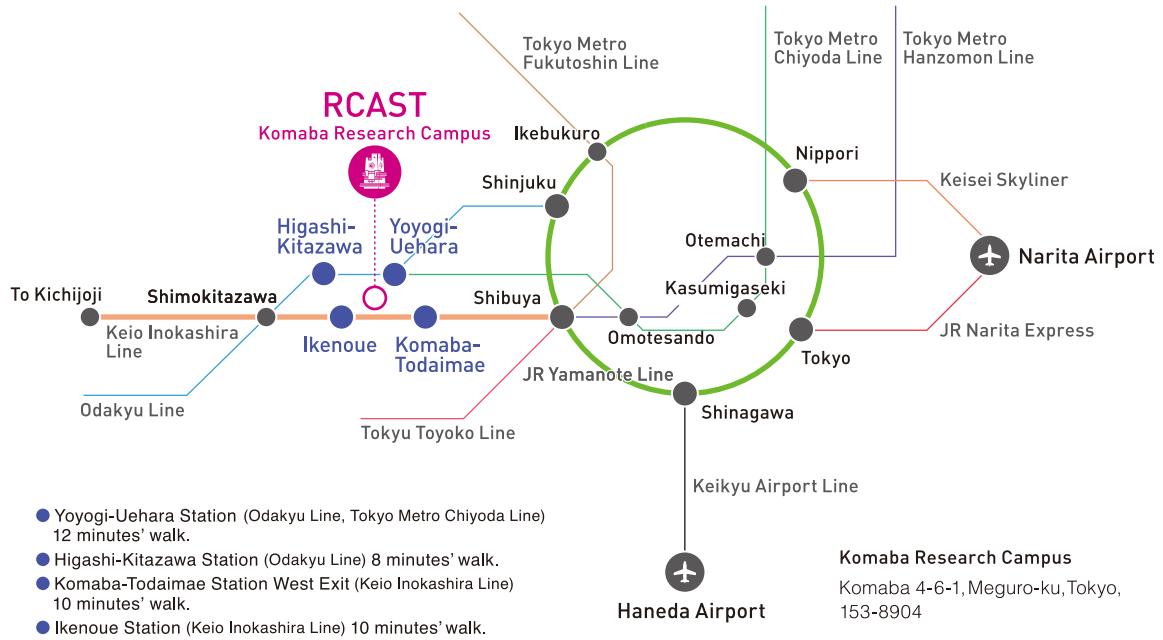 Tokyo Metro
Fukutoshin Line
Tokyo Metro
Chiyoda Line
Tokyo Metro
Hanzomon Line
RCAST
Komaba Research Campus
Ikebukuro
Nippori
Shinjuku
Keisei Skyliner
Higashi-
Kitazawa
Yoyogi-
Uehara
Otemachi
Narita Airport
To Kichijoji
Shimokitazawa
Shibuya
Kasumigaseki
Keio Inokashira
Line
Ikenoue
Komaba-
Todaimae
Omotesando
Tokyo
JR Narita Express
JR Yamanote Line
Odakyu Line
Tokyu Toyoko Line
Shinagawa
Keikyu Airport Line
Haneda Airport
Yoyogi-Uehara Station (Odakyu Line, Tokyo Metro Chiyoda Line)
12 minutes' walk.
Higashi-Kitazawa Station (Odakyu Line) 8 minutes' walk.
Komaba-Todaimae Station West Exit (Keio Inokashira Line)
10 minutes' walk.
Ikenoue Station (Keio Inokashira Line) 10 minutes' walk.
Komaba Research Campus
Komaba 4-6-1, Meguro-ku, Tokyo,
153-8904